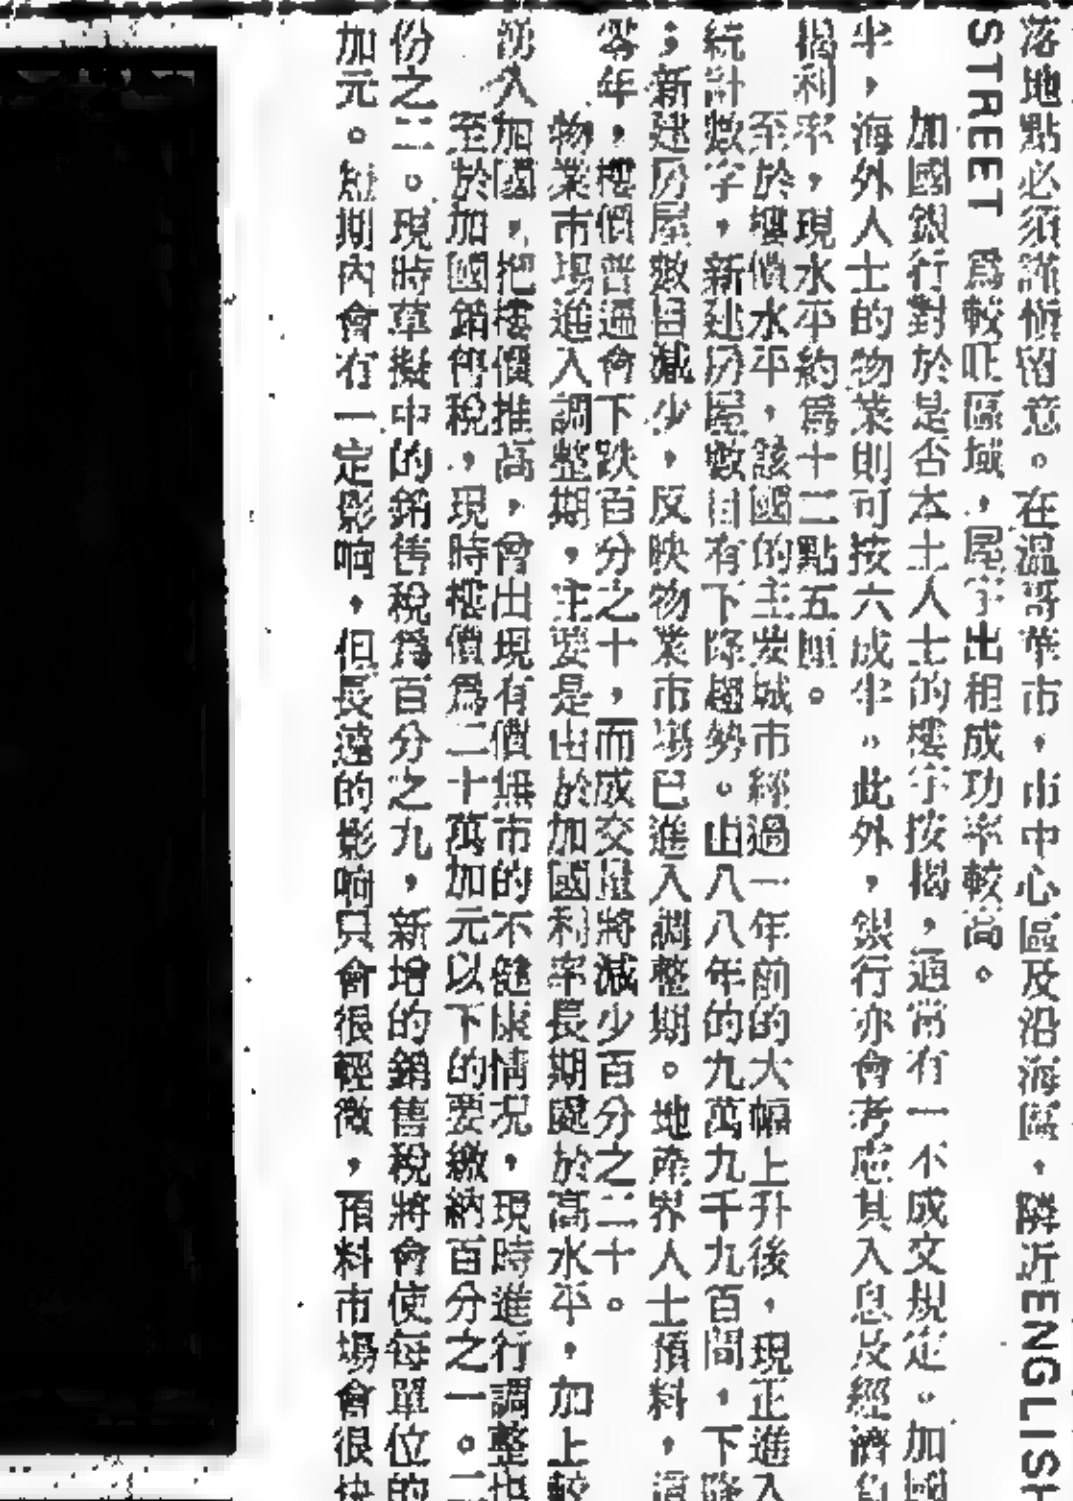 落地點必須謹慎留意。在溫哥華市，市中心區及沿海區，隣近ENGLISH
STREET 爲較旺區域，屋宇出租成功率較高。
加國銀行對於是否本土人士的樓宇按揭，通常有一不成文規定。加國
半，海外人士的物業則可按六成半。此外，銀行亦會考慮其入息及經濟負
揭利率，現水平約爲十二點五厘。
至於樓價水平，該國的主要城市經過一年前的大幅上升後，現正進入
統計數字，新建房屋數目有下降趨勢。由八八年的九萬九千九百間，下降
；新建房屋數目減少，反映物業市場已進入調整期。地產界人士預料，這
零年，樓價普遍會下跌百分之十，而成交量將減少百分之二十。
物業市場進入調整期，主要是由於加國利率長期處於高水平，加上較
湧入加國，把樓價推高，會出現有價無市的不健康情況，現時進行調整也
至於加國銷售稅，現時樓價爲二十萬加元以下的要繳納百分之一。二
份之二。現時草擬中的銷售稅爲百分之九，新增的銷售稅將會使每單位的
加元。短期內會有一定影响，但長遠的影响只會很輕微，預料市場會很快